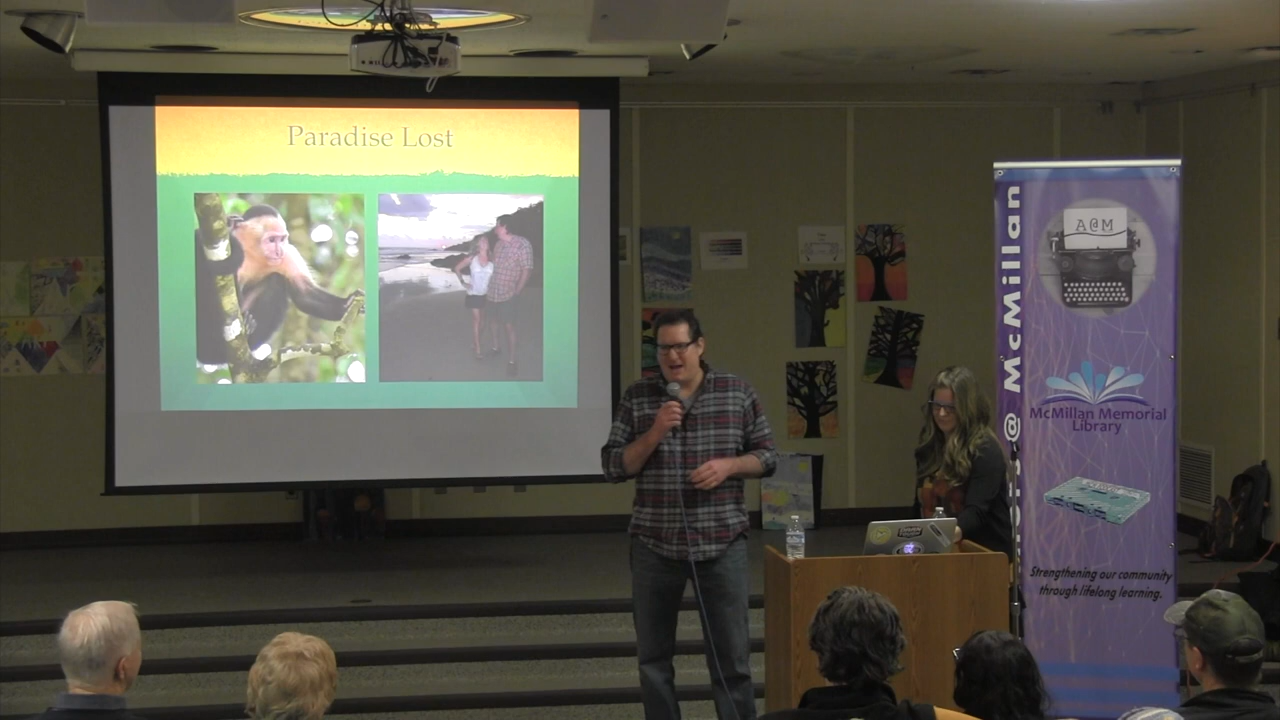 Paradise Lost
A@M
@ McMillan
McMillan Memorial
Library
Strengthening our community
through lifelong learning.